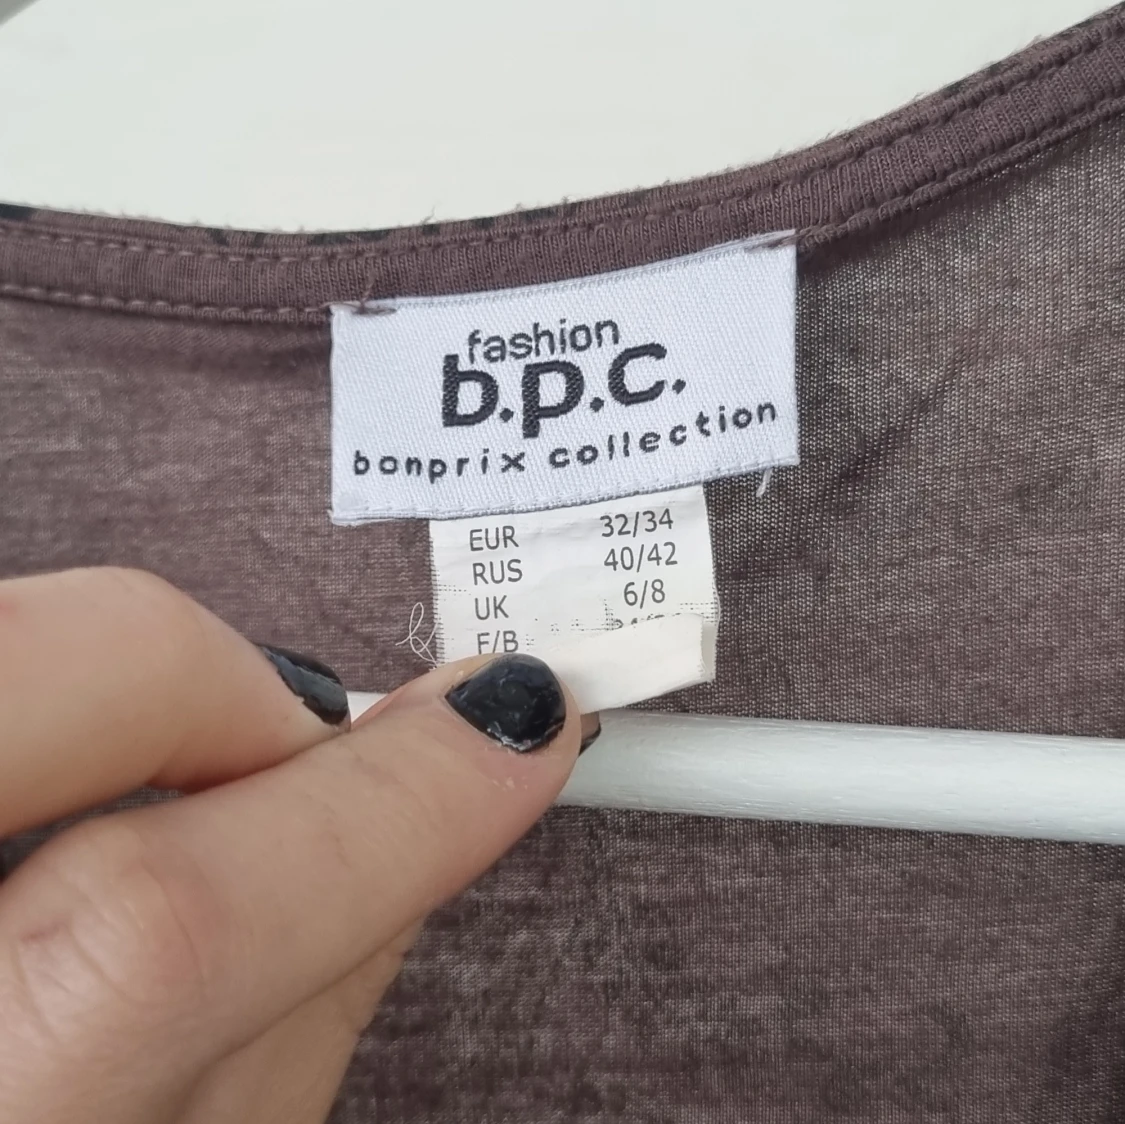 fashion
b.p.c.
bonprix collection
EUR 32/34
RUS 40/42
UK 6/8
F/B